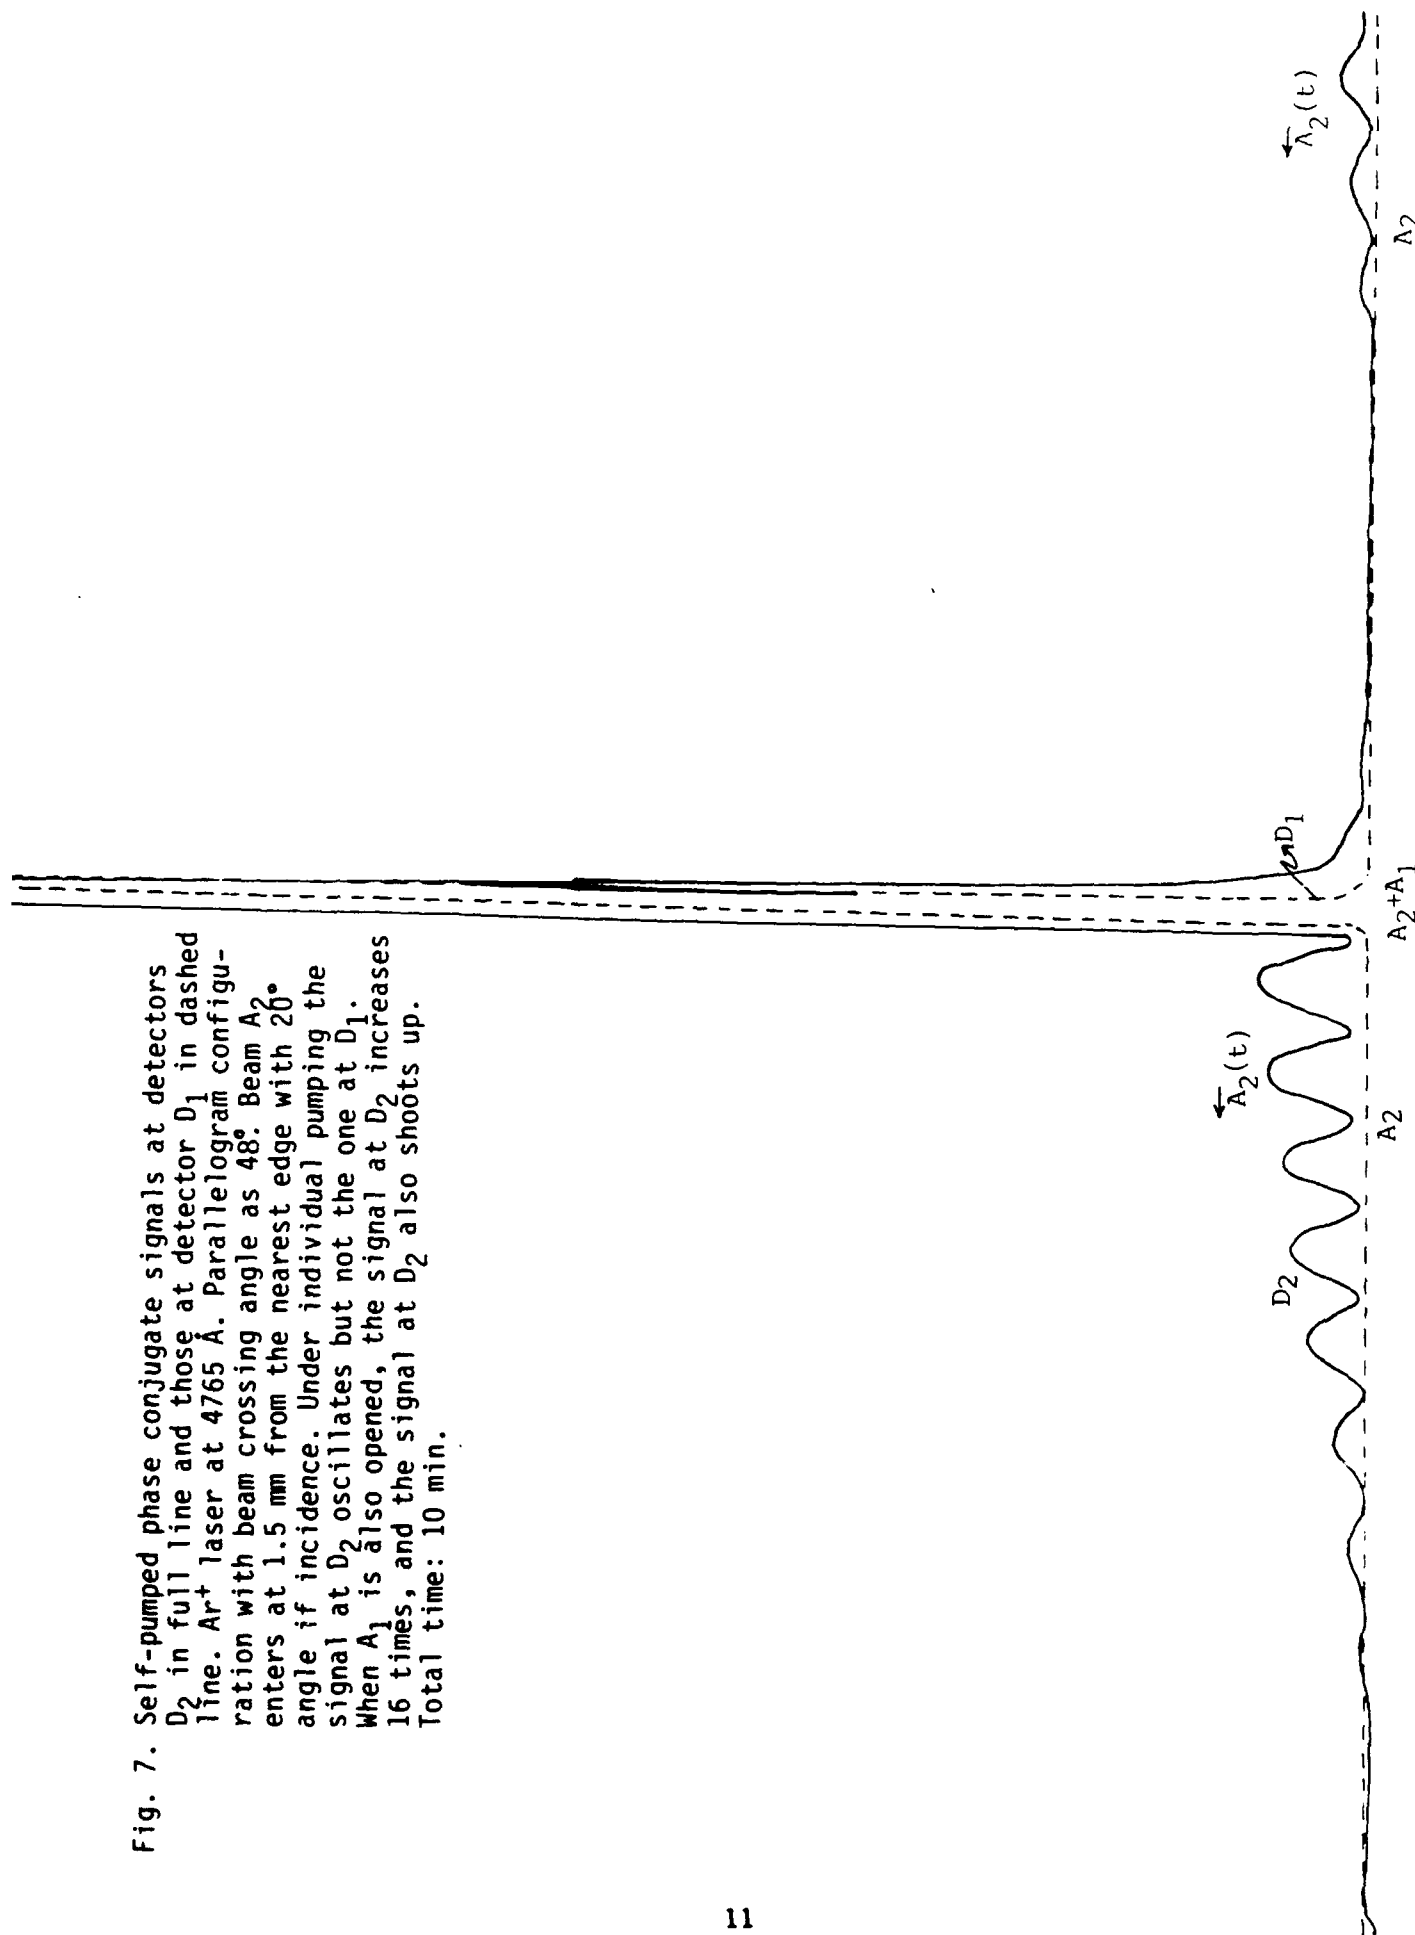 Fig. 7. Self-pumped phase conjugate signals at detectors
D2 in full line and those at detector D1 in dashed
line. Ar+ laser at 4765 Å. Parallelogram configu-
ration with beam crossing angle as 48°. Beam A2
enters at 1.5 mm from the nearest edge with 20°
angle if incidence. Under individual pumping the
signal at D2 oscillates but not the one at D1.
When A1 is also opened, the signal at D2 increases
16 times, and the signal at D2 also shoots up.
Total time: 10 min.
D2
A2(t)
A2
D1
A2+A1
A2(t)
A2
11